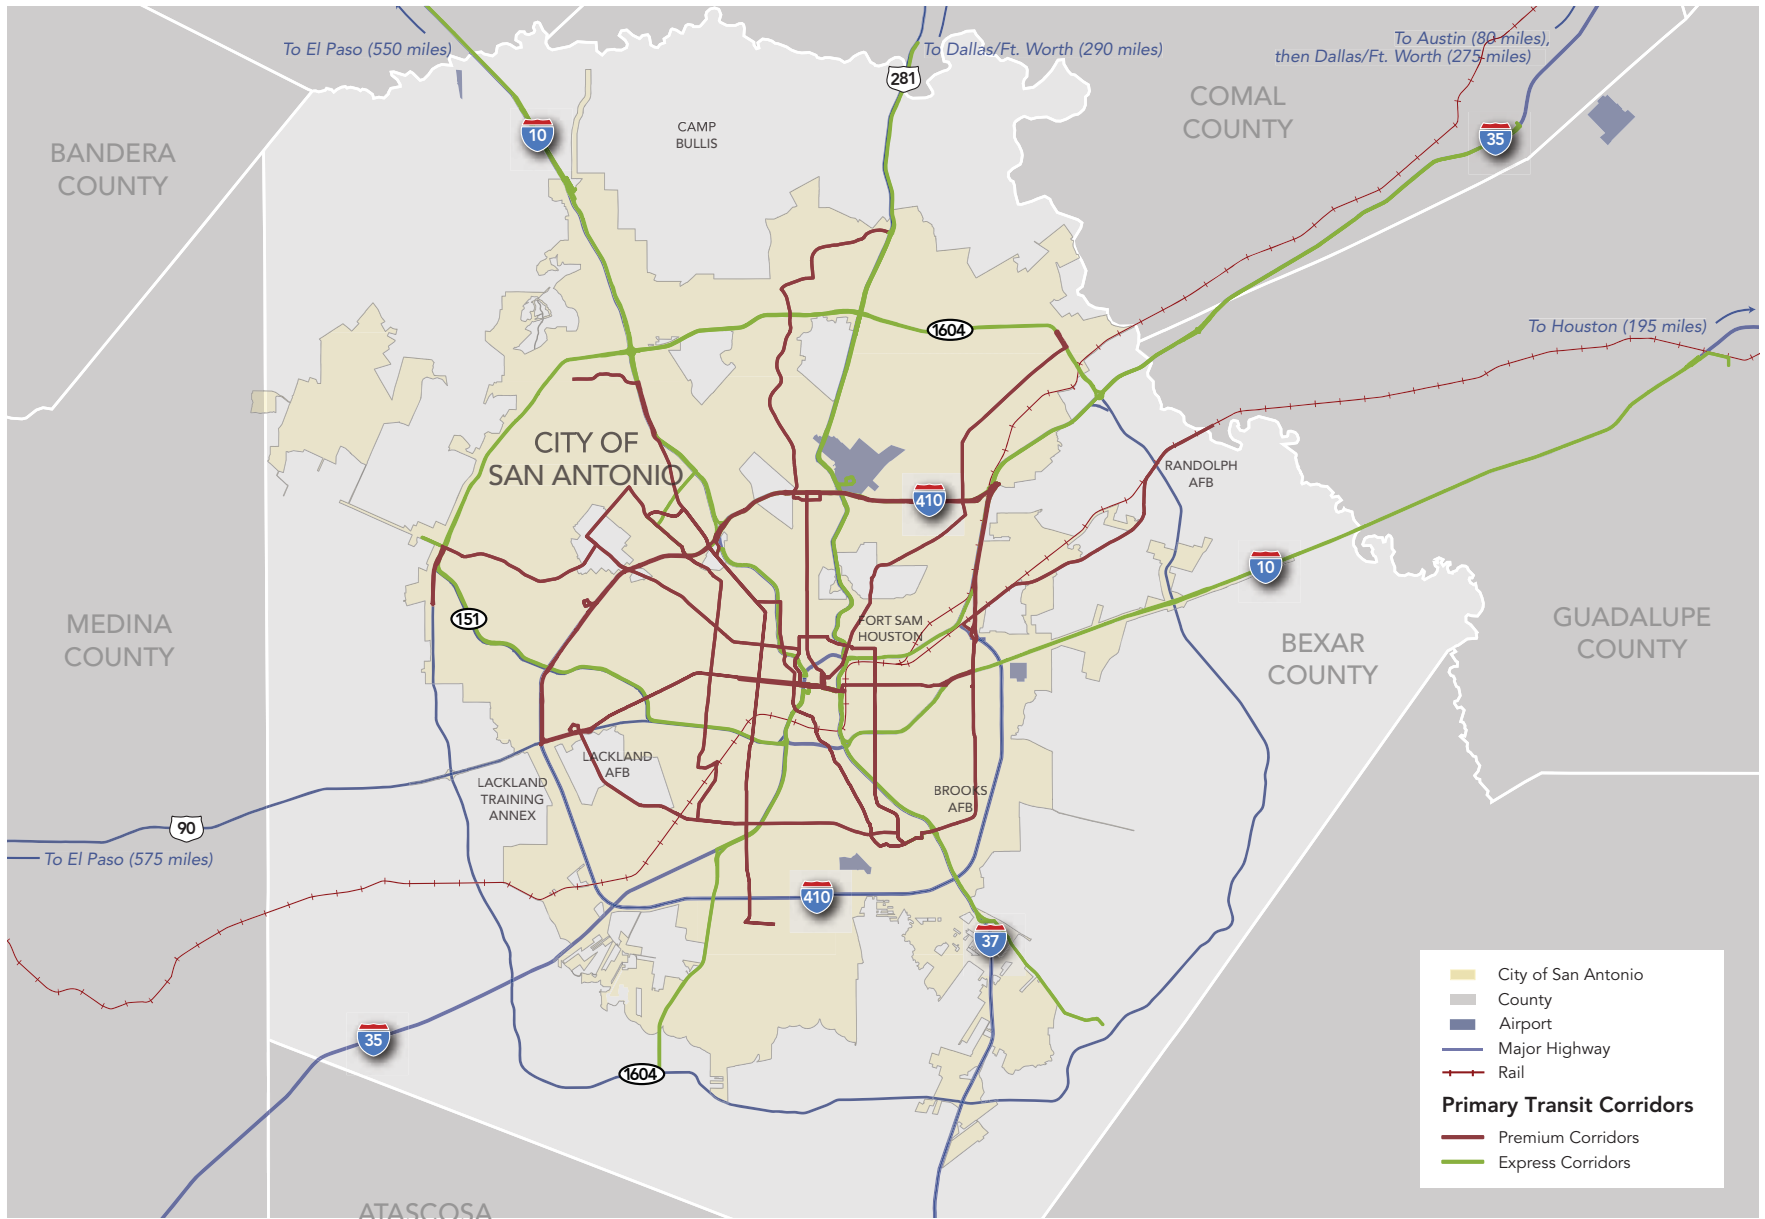 To El Paso (550 miles)
To Dallas/Ft. Worth (290 miles)
To Austin (80 miles),
then Dallas/Ft. Worth (275 miles)
281
10
35
CAMP
BULLIS
COMAL
COUNTY
BANDERA
COUNTY
1604
To Houston (195 miles)
CITY OF
SAN ANTONIO
RANDOLPH
AFB
410
10
151
MEDINA
COUNTY
FORT SAM
HOUSTON
BEXAR
COUNTY
GUADALUPE
COUNTY
LACKLAND
AFB
LACKLAND
TRAINING
ANNEX
BROOKS
AFB
90
To El Paso (575 miles)
410
37
35
1604
ATASCOSA
City of San Antonio
County
Airport
Major Highway
Rail
Primary Transit Corridors
Premium Corridors
Express Corridors